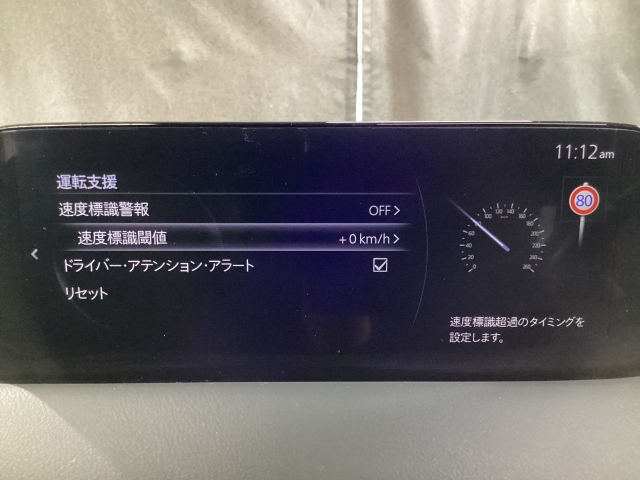 11:12am
運転支援
速度標識警報 OFF
速度標識閾値 +0 km/h
ドライバー・アテンション・アラート
リセット
80
速度標識超過のタイミングを
設定します。